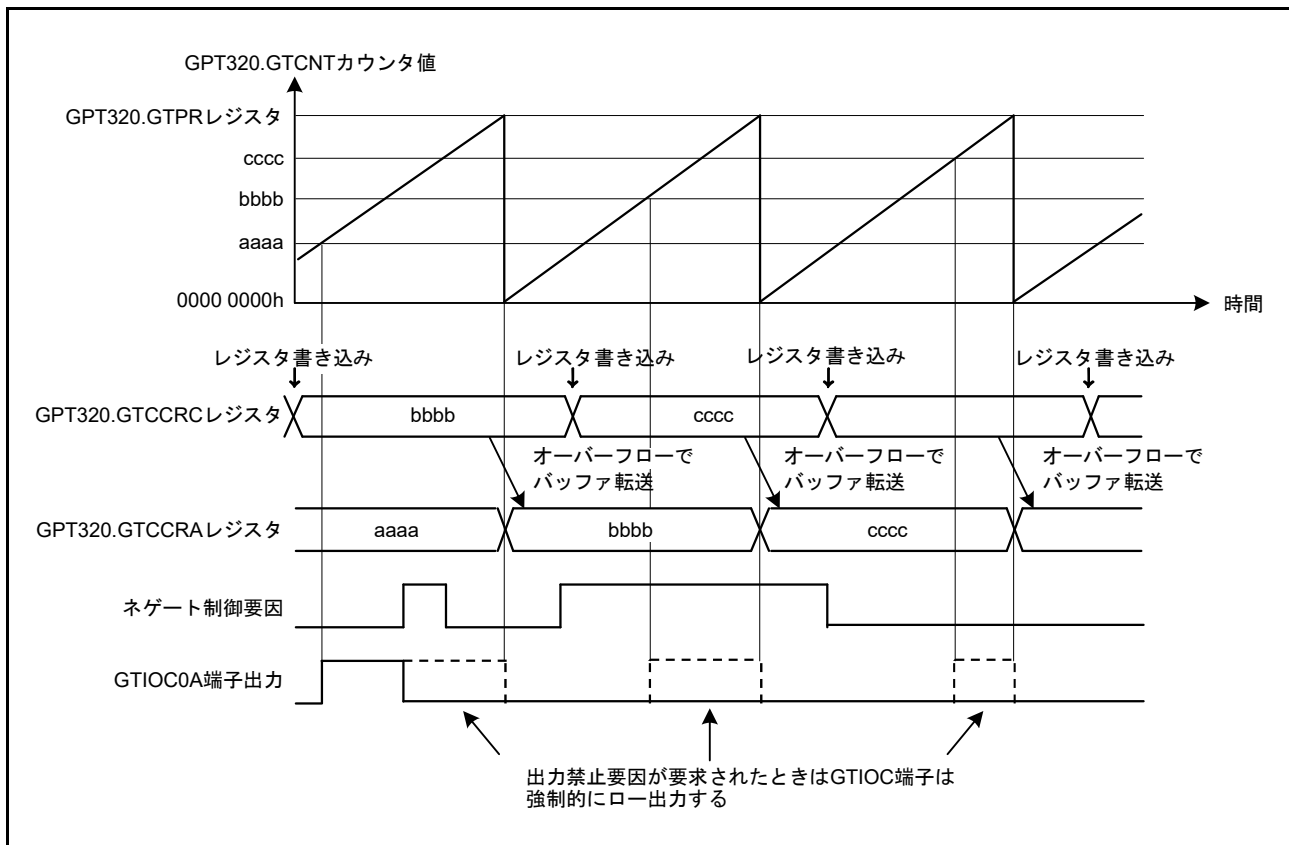 GPT320.GTCNTカウンタ値
GPT320.GTPRレジスタ
cccc
bbbb
aaaa
0000 0000h
時間
レジスタ書き込み
レジスタ書き込み
レジスタ書き込み
レジスタ書き込み
GPT320.GTCCRCレジスタ
bbbb
cccc
オーバーフローで
バッファ転送
オーバーフローで
バッファ転送
オーバーフローで
バッファ転送
GPT320.GTCCRAレジスタ
aaaa
bbbb
cccc
ネゲート制御要因
GTIOC0A端子出力
出力禁止要因が要求されたときはGTIOC端子は
強制的にロー出力する